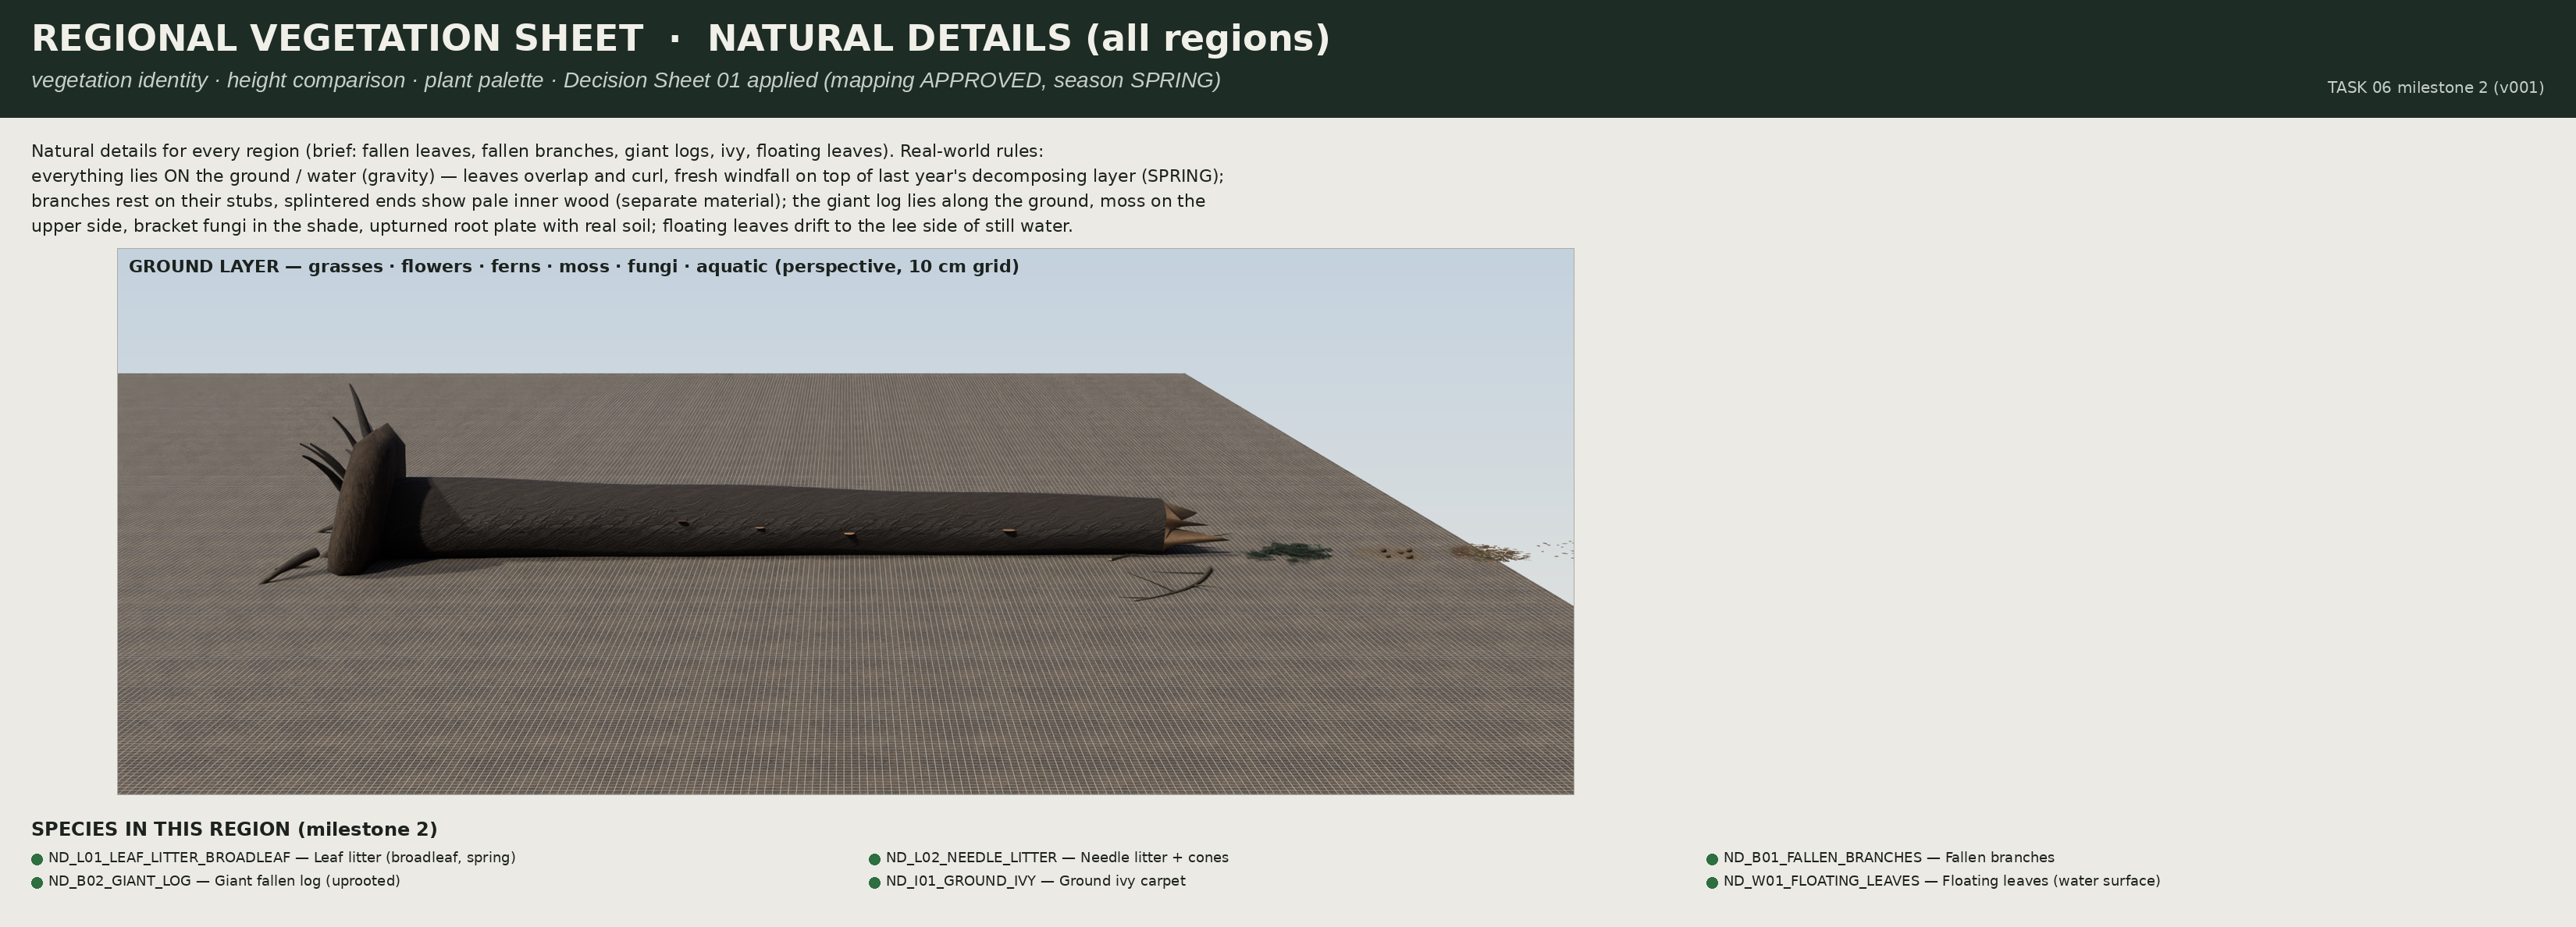 REGIONAL VEGETATION SHEET · NATURAL DETAILS (all regions)
vegetation identity · height comparison · plant palette · Decision Sheet 01 applied (mapping APPROVED, season SPRING)
TASK 06 milestone 2 (v001)
Natural details for every region (brief: fallen leaves, fallen branches, giant logs, ivy, floating leaves). Real-world rules:
everything lies ON the ground / water (gravity) — leaves overlap and curl, fresh windfall on top of last year's decomposing layer (SPRING);
branches rest on their stubs, splintered ends show pale inner wood (separate material); the giant log lies along the ground, moss on the
upper side, bracket fungi in the shade, upturned root plate with real soil; floating leaves drift to the lee side of still water.
GROUND LAYER — grasses · flowers · ferns · moss · fungi · aquatic (perspective, 10 cm grid)
SPECIES IN THIS REGION (milestone 2)
ND_L01_LEAF_LITTER_BROADLEAF — Leaf litter (broadleaf, spring)
ND_L02_NEEDLE_LITTER — Needle litter + cones
ND_B01_FALLEN_BRANCHES — Fallen branches
ND_B02_GIANT_LOG — Giant fallen log (uprooted)
ND_I01_GROUND_IVY — Ground ivy carpet
ND_W01_FLOATING_LEAVES — Floating leaves (water surface)